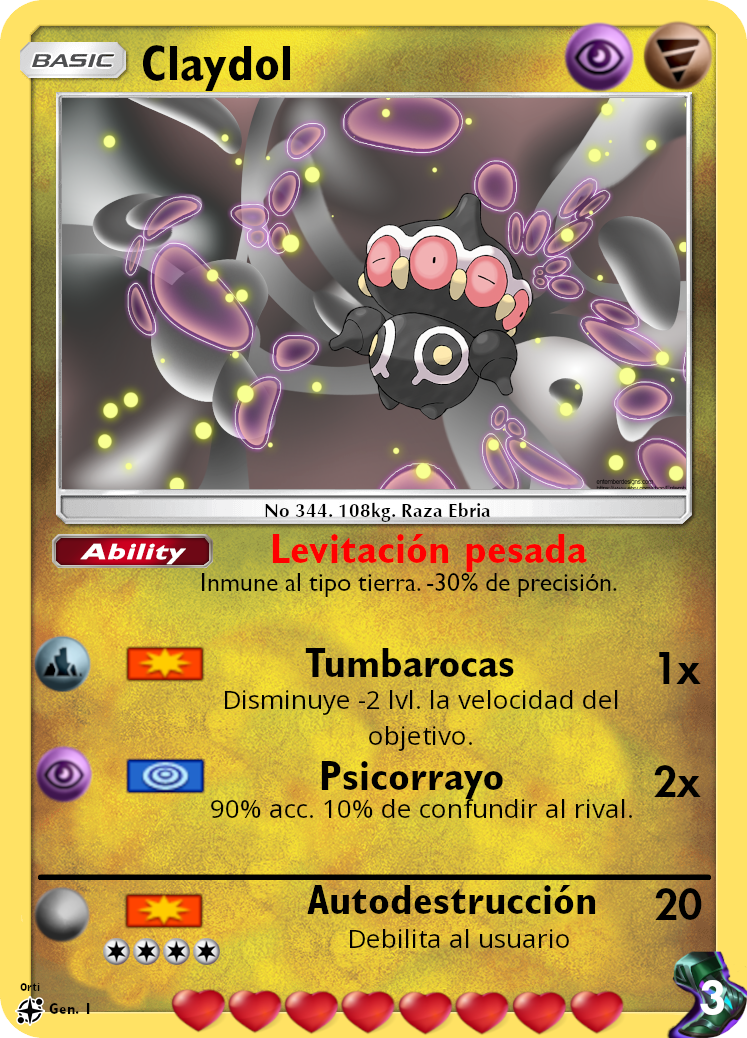 BASIC Claydol
No 344. 108kg. Raza Ebria
Ability Levitación pesada
Inmune al tipo tierra. -30% de precisión.
Tumbarocas 1x
Disminuye -2 lvl. la velocidad del
objetivo.
Psicorrayo 2x
90% acc. 10% de confundir al rival.
Autodestrucción 20
Debilita al usuario
Orti
Gen. 1
3